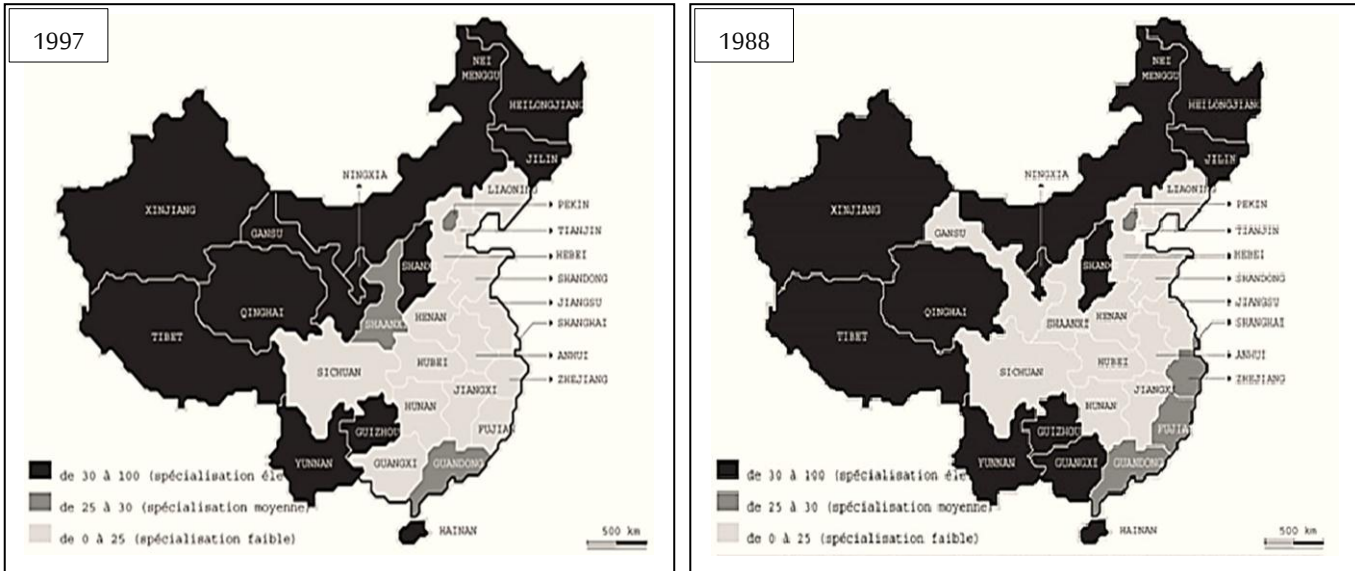 1997
NEI
MENGGU
HEILONGJIANG
JILIN
NINGXIA
LIAONING
PEKIN
XINJIANG
TIANJIN
GANSU
HEBEI
SHANXI
SHANDONG
QINGHAI
JIANGSU
HENAN
SHAANXI
SHANGHAI
TIBET
ANHUI
HUBEI
SICHUAN
ZHEJIANG
JIANGXI
HUNAN
FUJIAN
GUIZHOU
YUNNAN
GUANGXI
GUANDONG
de 30 à 100 (spécialisation éle
de 25 à 30 (spécialisation moyenne)
de 0 à 25 (spécialisation faible)
HAINAN
500 km
1988
NEI
MENGGU
HEILONGJIANG
JILIN
NINGXIA
LIAONING
PEKIN
XINJIANG
TIANJIN
GANSU
HEBEI
SHANXI
SHANDONG
JIANGSU
QINGHAI
HENAN
SHAANXI
SHANGHAI
TIBET
ANHUI
HUBEI
SICHUAN
ZHEJIANG
JIANGXI
HUNAN
FUJIAN
GUIZHOU
YUNNAN
GUANGXI
GUANDONG
de 30 à 100 (spécialisation éle
de 25 à 30 (spécialisation moyenne)
de 0 à 25 (spécialisation faible)
HAINAN
500 km